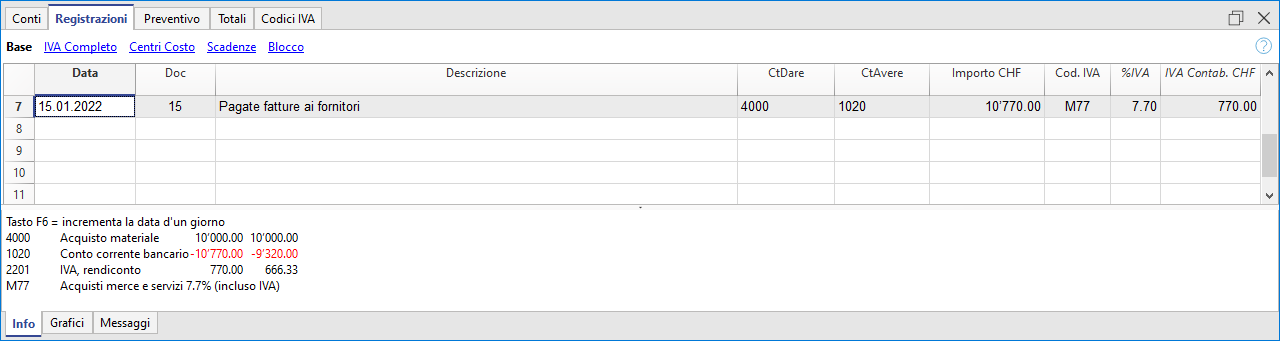 Conti Registrazioni Preventivo Totali Codici IVA
Base IVA Completo Centri Costo Scadenze Blocco ?
Data Doc Descrizione CtDare CtAvere Importo CHF Cod. IVA %IVA IVA Contab. CHF
7 15.01.2022 15 Pagate fatture ai fornitori 4000 1020 10'770.00 M77 7.70 770.00
8
9
10
11
Tasto F6 = incrementa la data d'un giorno
4000 Acquisto materiale 10'000.00 10'000.00
1020 Conto corrente bancario -10'770.00 -9'320.00
2201 IVA, rendiconto 770.00 666.33
M77 Acquisti merce e servizi 7.7% (incluso IVA)
Info Grafici Messaggi